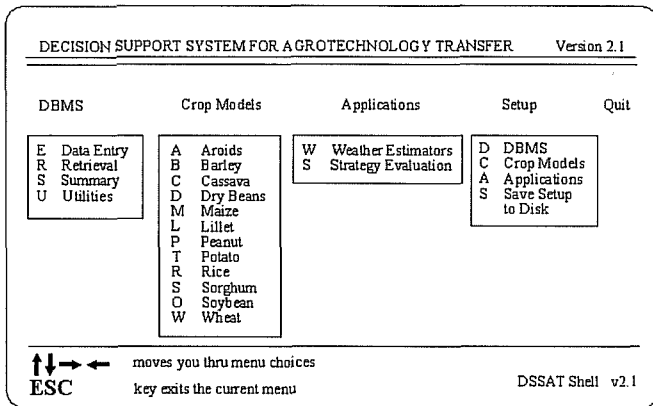 DECISION SUPPORT SYSTEM FOR AGROTECHNOLOGY TRANSFER Version 2.1
DBMS Crop Models Applications Setup Quit
E Data Entry
R Retrieval
S Summary
U Utilities
A Aroids
B Barley
C Cassava
D Dry Beans
M Maize
L Lillet
P Peanut
T Potato
R Rice
S Sorghum
O Soybean
W Wheat
W Weather Estimators
S Strategy Evaluation
D DBMS
C Crop Models
A Applications
S Save Setup
to Disk
moves you thru menu choices
ESC key exits the current menu
DSSAT Shell v2.1